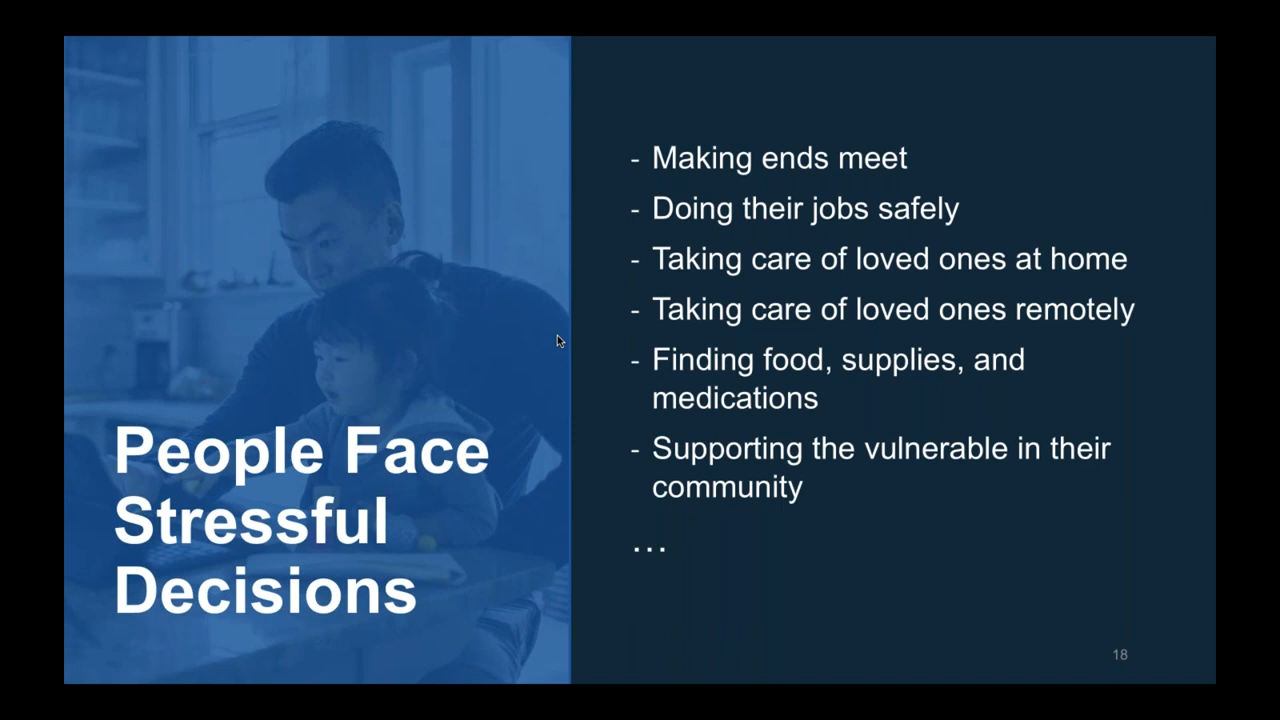 People Face
Stressful
Decisions
- Making ends meet
- Doing their jobs safely
- Taking care of loved ones at home
- Taking care of loved ones remotely
- Finding food, supplies, and
medications
- Supporting the vulnerable in their
community
…
18